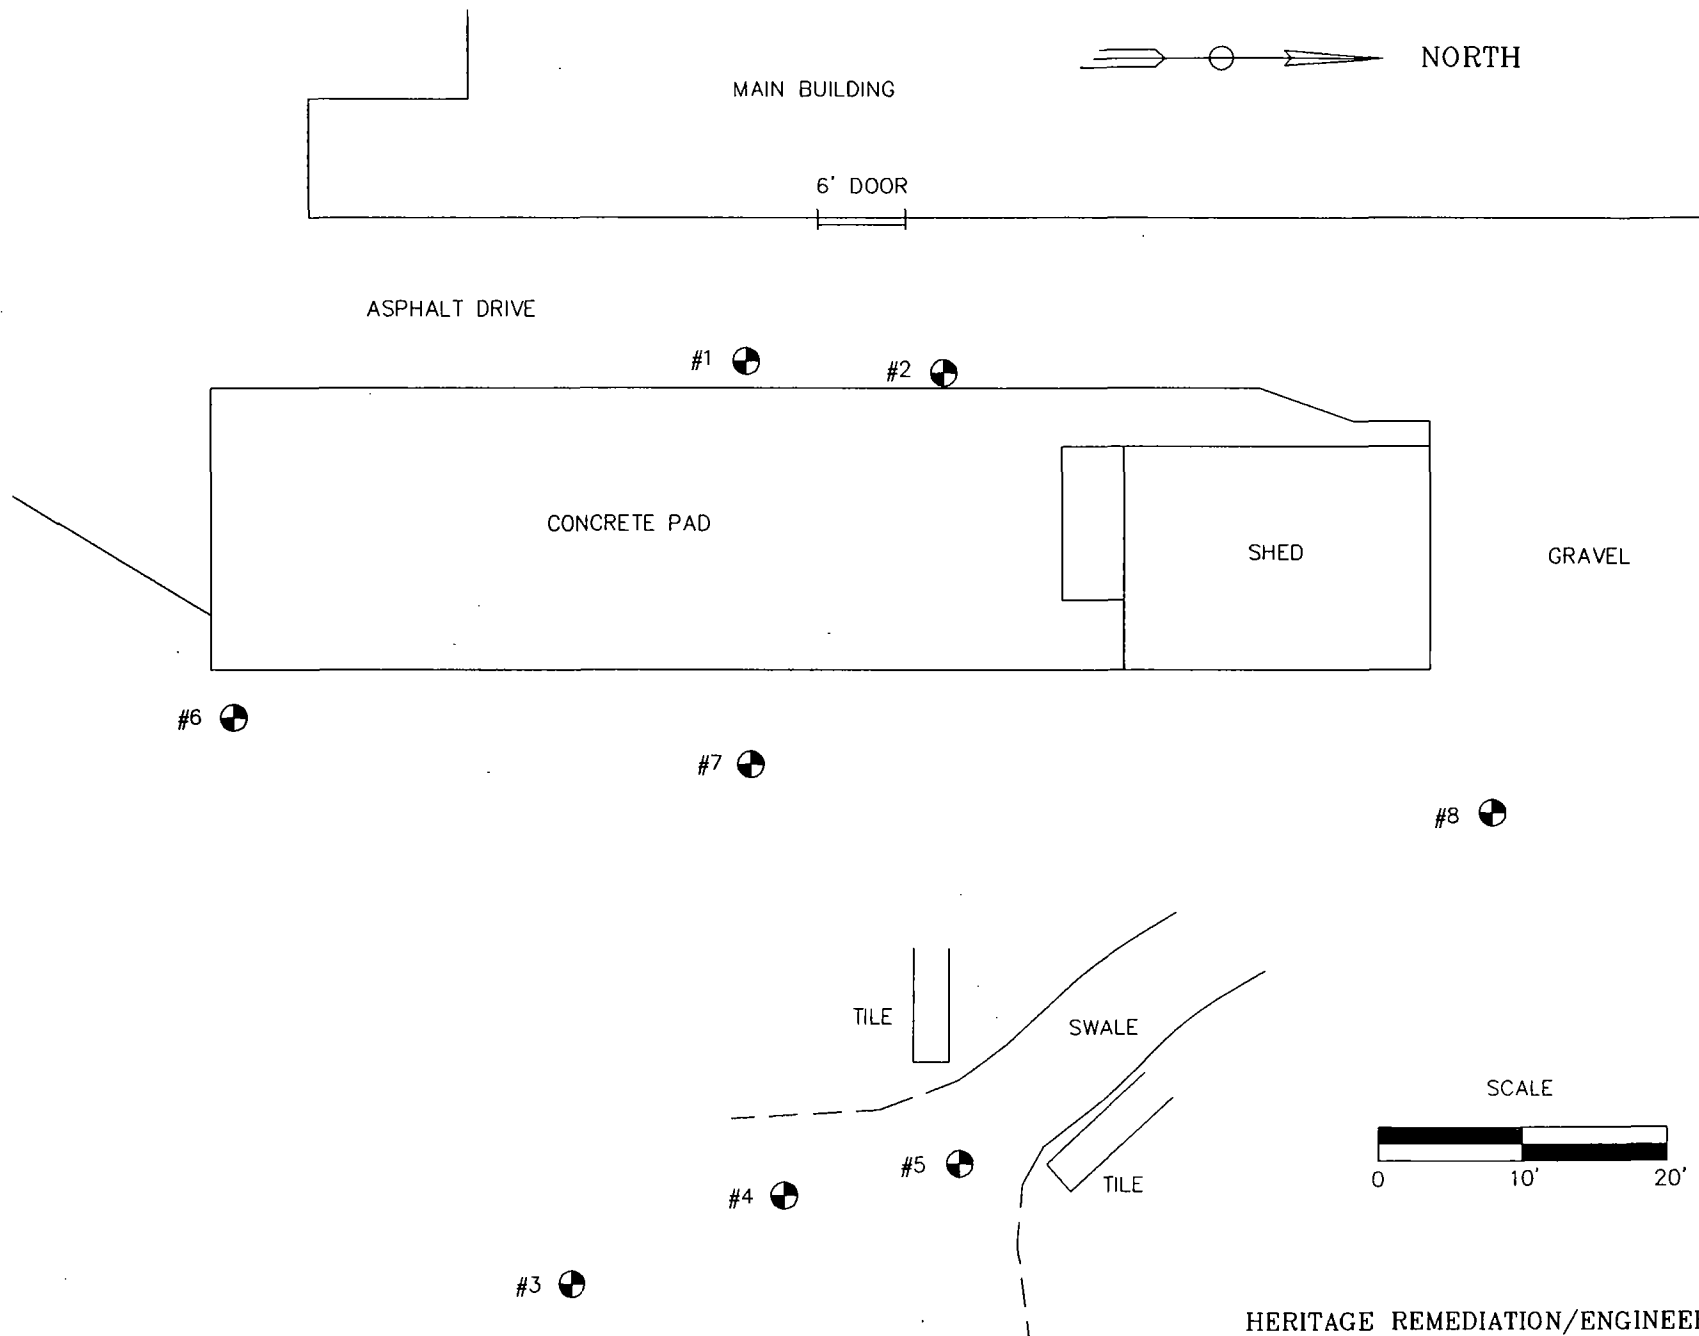 NORTH
MAIN BUILDING
6' DOOR
ASPHALT DRIVE
#1
#2
CONCRETE PAD
SHED
GRAVEL
#6
#7
#8
TILE
SWALE
SCALE
#5
#4
TILE
0 10' 20'
#3
HERITAGE REMEDIATION/ENGINEE